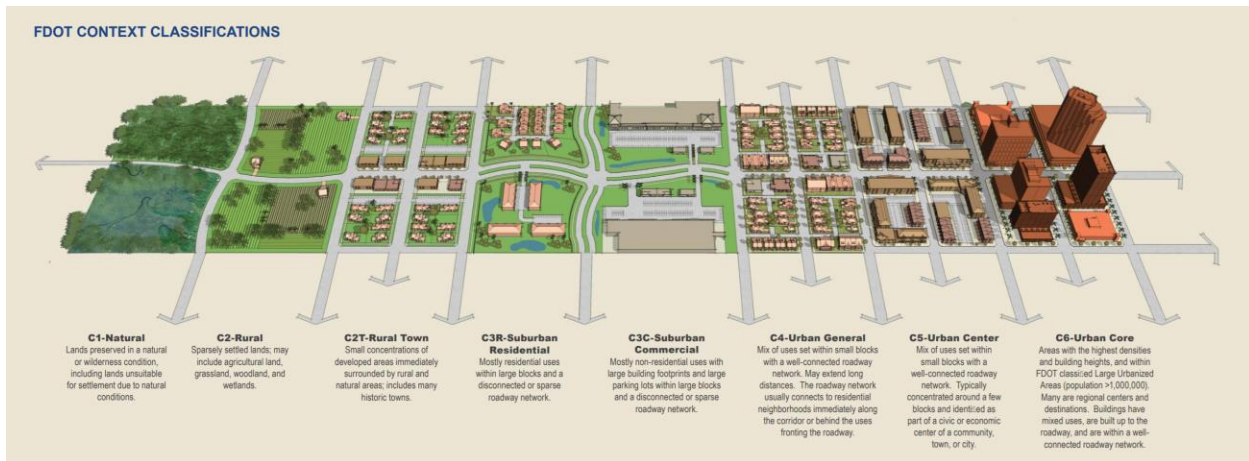 FDOT CONTEXT CLASSIFICATIONS
C1-Natural
Lands preserved in a natural
or wilderness condition,
including lands unsuitable
for settlement due to natural
conditions.
C2-Rural
Sparsely settled lands; may
include agricultural land,
grassland, woodland, and
wetlands.
C2T-Rural Town
Small concentrations of
developed areas immediately
surrounded by rural and
natural areas; includes many
historic towns.
C3R-Suburban
Residential
Mostly residential uses
within large blocks and a
disconnected or sparse
roadway network.
C3C-Suburban
Commercial
Mostly non-residential uses with
large building footprints and large
parking lots within large blocks
and a disconnected or sparse
roadway network.
C4-Urban General
Mix of uses set within small blocks
with a well-connected roadway
network. May extend long
distances. The roadway network
usually connects to residential
neighborhoods immediately along
the corridor or behind the uses
fronting the roadway.
C5-Urban Center
Mix of uses set within
small blocks with a
well-connected roadway
network. Typically
concentrated around a few
blocks and identified as
part of a civic or economic
center of a community,
town, or city.
C6-Urban Core
Areas with the highest densities
and building heights, and within
FDOT classified Large Urbanized
Areas (population >1,000,000).
Many are regional centers and
destinations. Buildings have
mixed uses, are built up to the
roadway, and are within a well-
connected roadway network.